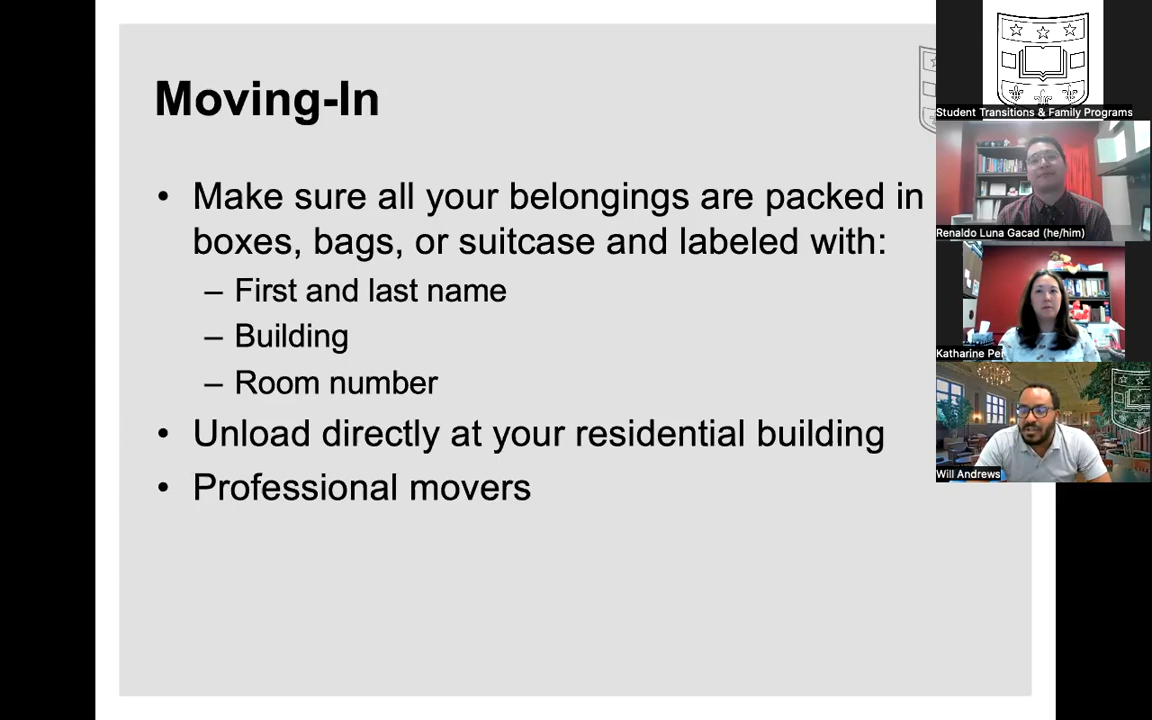 Moving-In
• Make sure all your belongings are packed in
boxes, bags, or suitcase and labeled with:
– First and last name
– Building
– Room number
• Unload directly at your residential building
• Professional movers
Student Transitions & Family Programs
Renaldo Luna Gacad (he/him)
Katharine Pei
Will Andrews